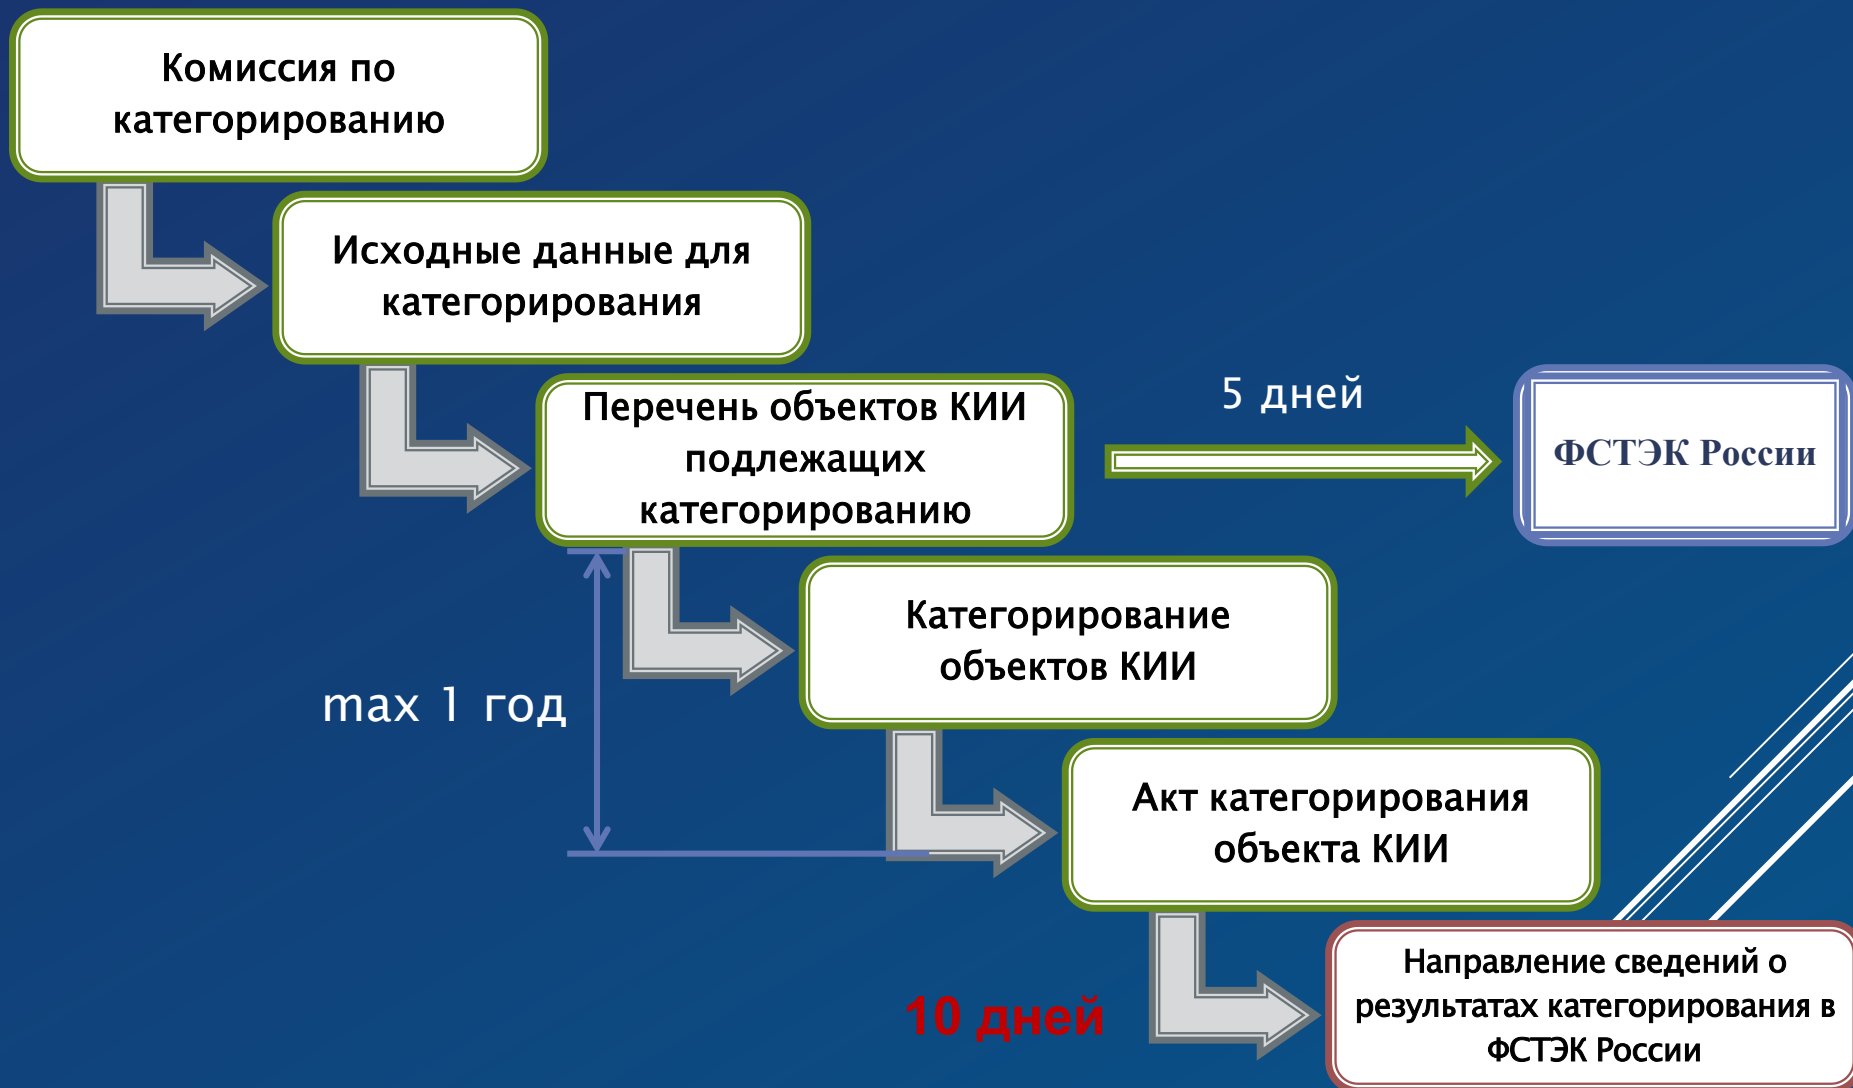 Комиссия по
категорированию
Исходные данные для
категорирования
Перечень объектов КИИ
подлежащих
категорированию
5 дней
ФСТЭК России
Категорирование
объектов КИИ
max 1 год
Акт категорирования
объекта КИИ
10 дней
Направление сведений о
результатах категорирования в
ФСТЭК России